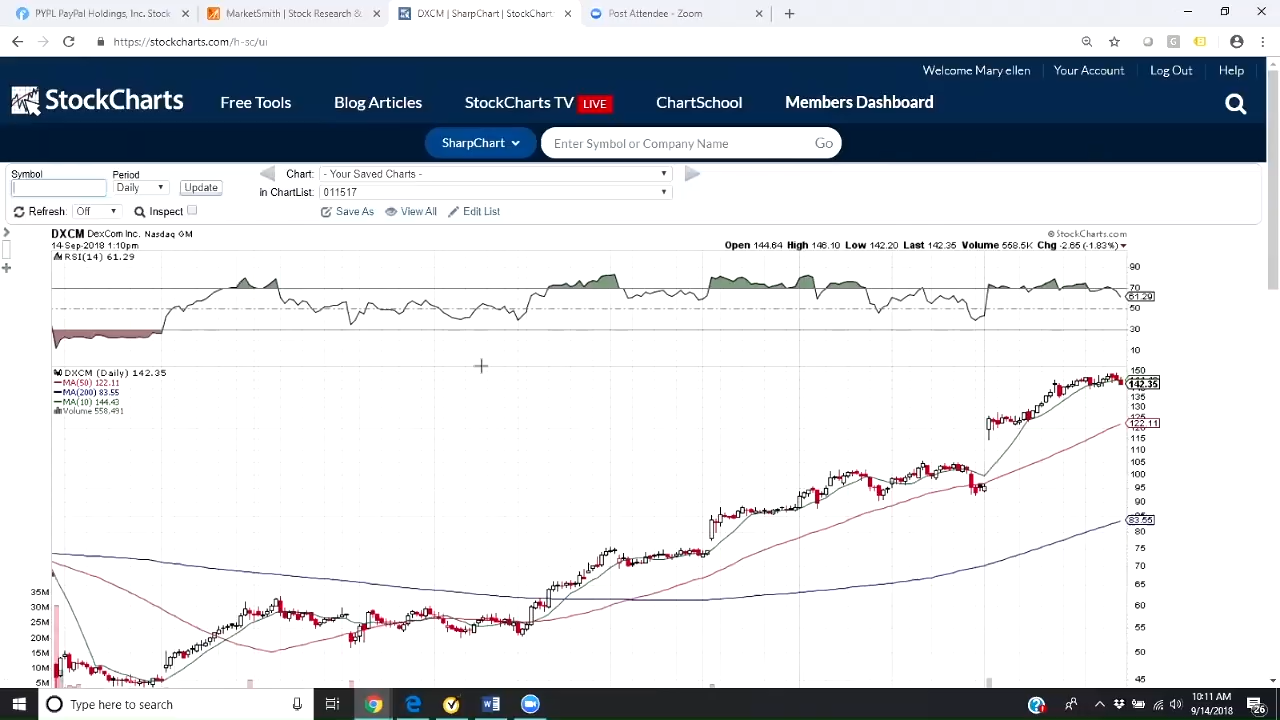 PYPL PayPal Holdings, Inc. Stock
MarketSmith | Stock Research &
DXCM | SharpChart | StockCharts.
Post Attendee - Zoom
https://stockcharts.com/h-sc/ui
Welcome Mary ellen
Your Account
Log Out
Help
StockCharts
Free Tools
Blog Articles
StockCharts TV LIVE
ChartSchool
Members Dashboard
SharpChart
Enter Symbol or Company Name
Go
Symbol
Period
Daily
Update
Chart: - Your Saved Charts -
in ChartList: 011517
Refresh: Off
Inspect
Save As
View All
Edit List
DXCM DexCom Inc. Nasdaq GM
© StockCharts.com
14-Sep-2018 1:10pm
Open 144.64 High 146.10 Low 142.20 Last 142.35 Volume 558.5K Chg -2.65 (-1.83%)
RSI(14) 61.29
90
70
61.29
50
30
10
DXCM (Daily) 142.35
MA(50) 122.11
MA(200) 83.55
MA(10) 144.43
Volume 558,491
150
142.35
135
130
125
122.11
115
110
105
100
95
90
83.55
80
75
70
65
60
55
50
45
35M
30M
25M
20M
15M
10M
5M
Type here to search
10:11 AM
9/14/2018
26